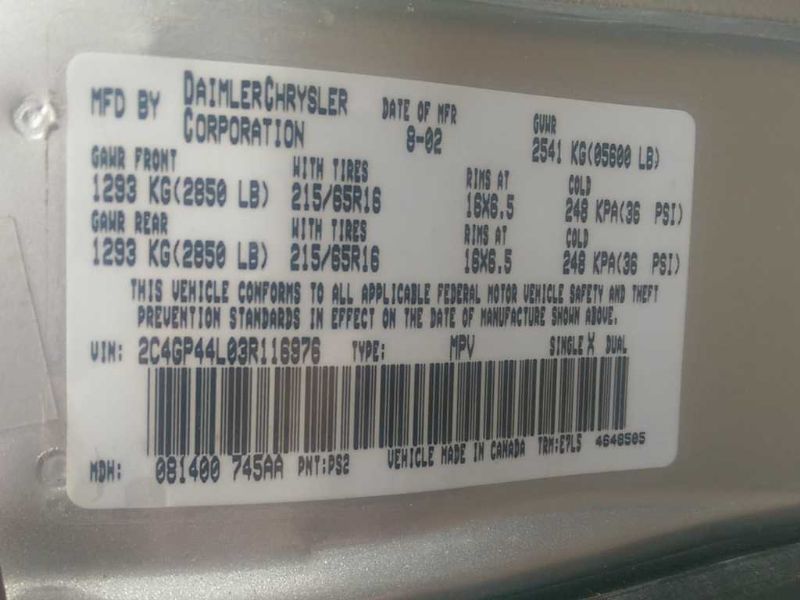 MFD BY DAIMLERCHRYSLER CORPORATION DATE OF MFR 8-02 GVWR 2541 KG(05600 LB)
GAWR FRONT WITH TIRES RIMS AT COLD
1293 KG(2850 LB) 215/65R16 16X6.5 248 KPA(36 PSI)
GAWR REAR WITH TIRES RIMS AT COLD
1293 KG(2850 LB) 215/65R16 16X6.5 248 KPA(36 PSI)
THIS VEHICLE CONFORMS TO ALL APPLICABLE FEDERAL MOTOR VEHICLE SAFETY AND THEFT
PREVENTION STANDARDS IN EFFECT ON THE DATE OF MANUFACTURE SHOWN ABOVE.
VIN: 2C4GP44L03R116976 TYPE: MPV SINGLE X DUAL
MDH: 081400 745AA PNT:PS2 VEHICLE MADE IN CANADA TRM:E7L5 4648505